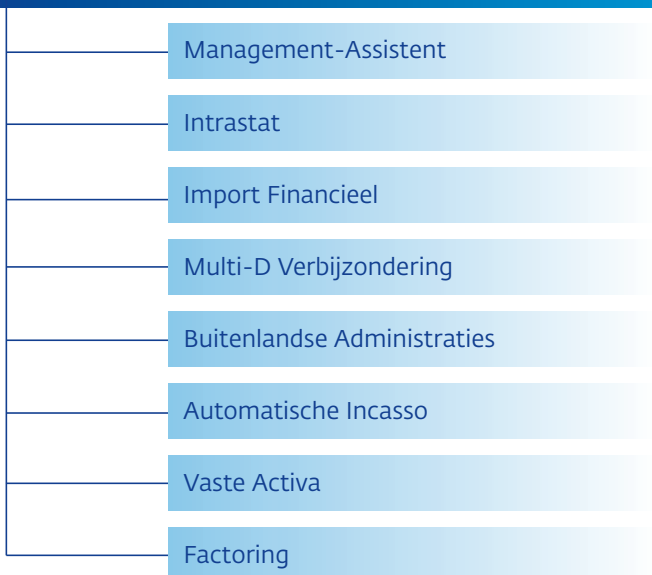 Management-Assistent
Intrastat
Import Financieel
Multi-D Verbijzondering
Buitenlandse Administraties
Automatische Incasso
Vaste Activa
Factoring